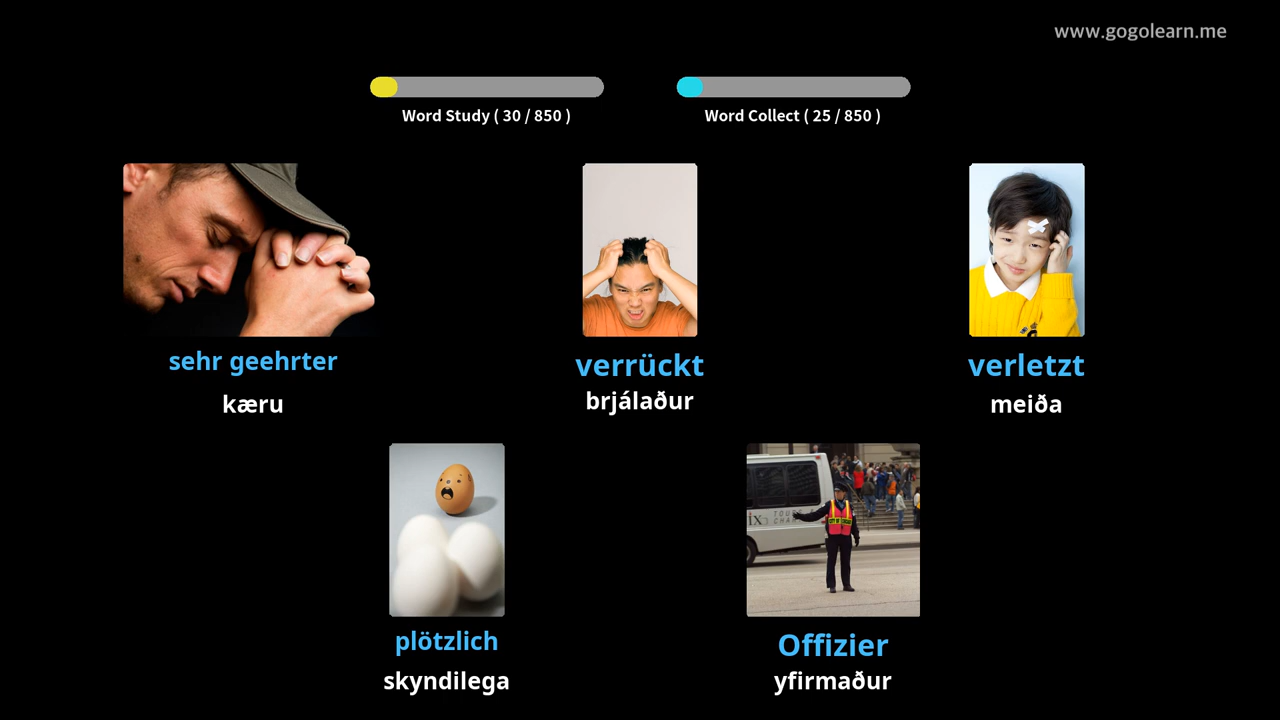 www.gogolearn.me
Word Study ( 30 / 850 )
Word Collect ( 25 / 850 )
sehr geehrter
kæru
verrückt
brjálaður
verletzt
meiða
plötzlich
skyndilega
Offizier
yfirmaður